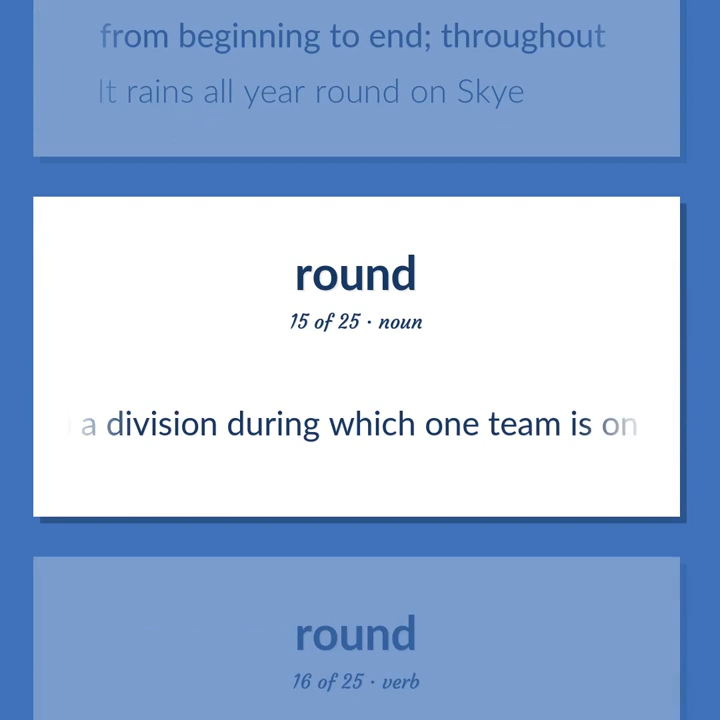 from beginning to end; throughout
It rains all year round on Skye
round
15 of 25 · noun
a division during which one team is on
round
16 of 25 · verb